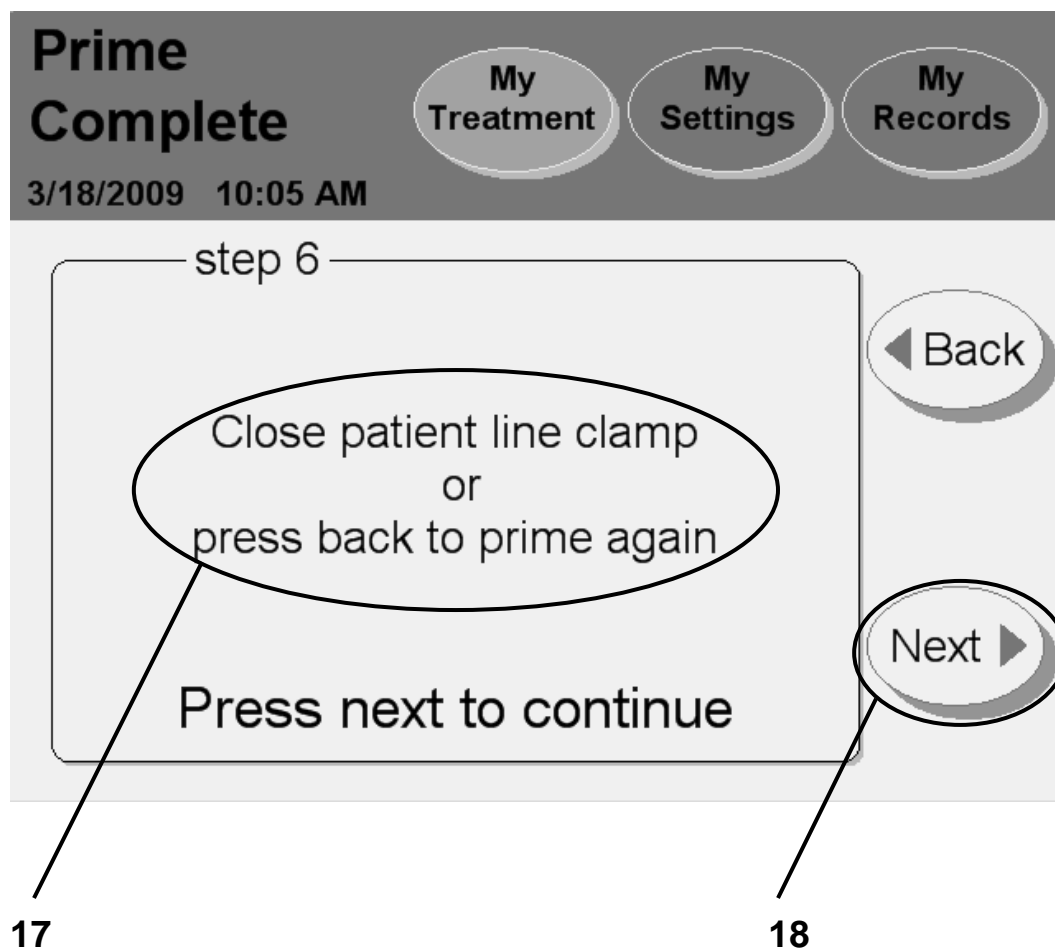 Prime
Complete
3/18/2009 10:05 AM
My
Treatment
My
Settings
My
Records
step 6
Close patient line clamp
or
press back to prime again
Press next to continue
Back
Next
17
18